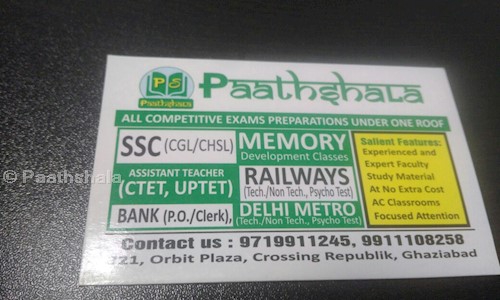 P S
Paathshala
Paathshala
ALL COMPETITIVE EXAMS PREPARATIONS UNDER ONE ROOF
SSC (CGL/CHSL)
MEMORY
Development Classes
ASSISTANT TEACHER
(CTET, UPTET)
RAILWAYS
(Tech./Non Tech., Psycho Test)
BANK (P.O./Clerk),
DELHI METRO
(Tech./Non Tech., Psycho Test)
Salient Features:
Experienced and
Expert Faculty
Study Material
At No Extra Cost
AC Classrooms
Focused Attention
Contact us : 9719911245, 9911108258
721, Orbit Plaza, Crossing Republik, Ghaziabad
© Paathshala